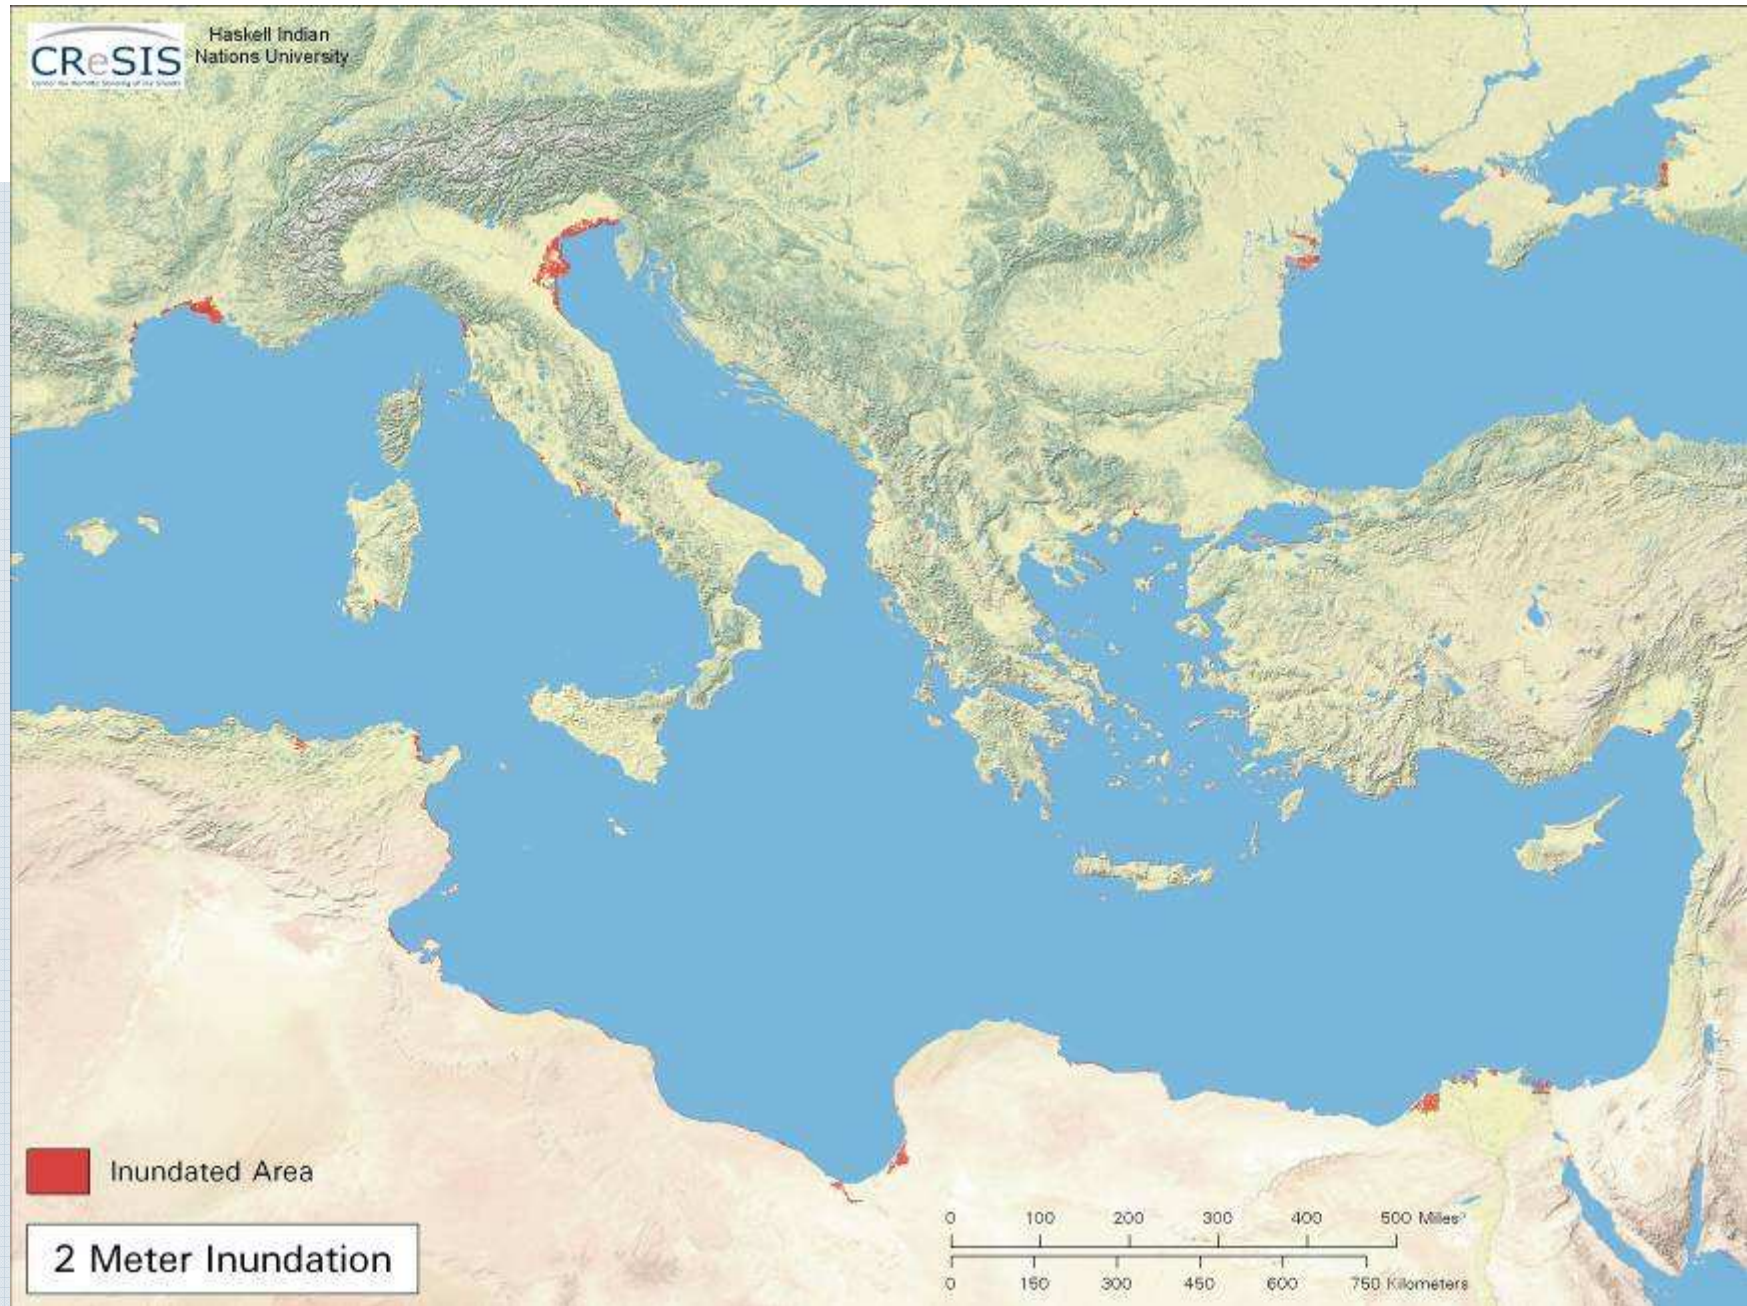 CReSIS
Haskell Indian
Nations University
Inundated Area
2 Meter Inundation
0 100 200 300 400 500 Miles
0 150 300 450 600 750 Kilometers